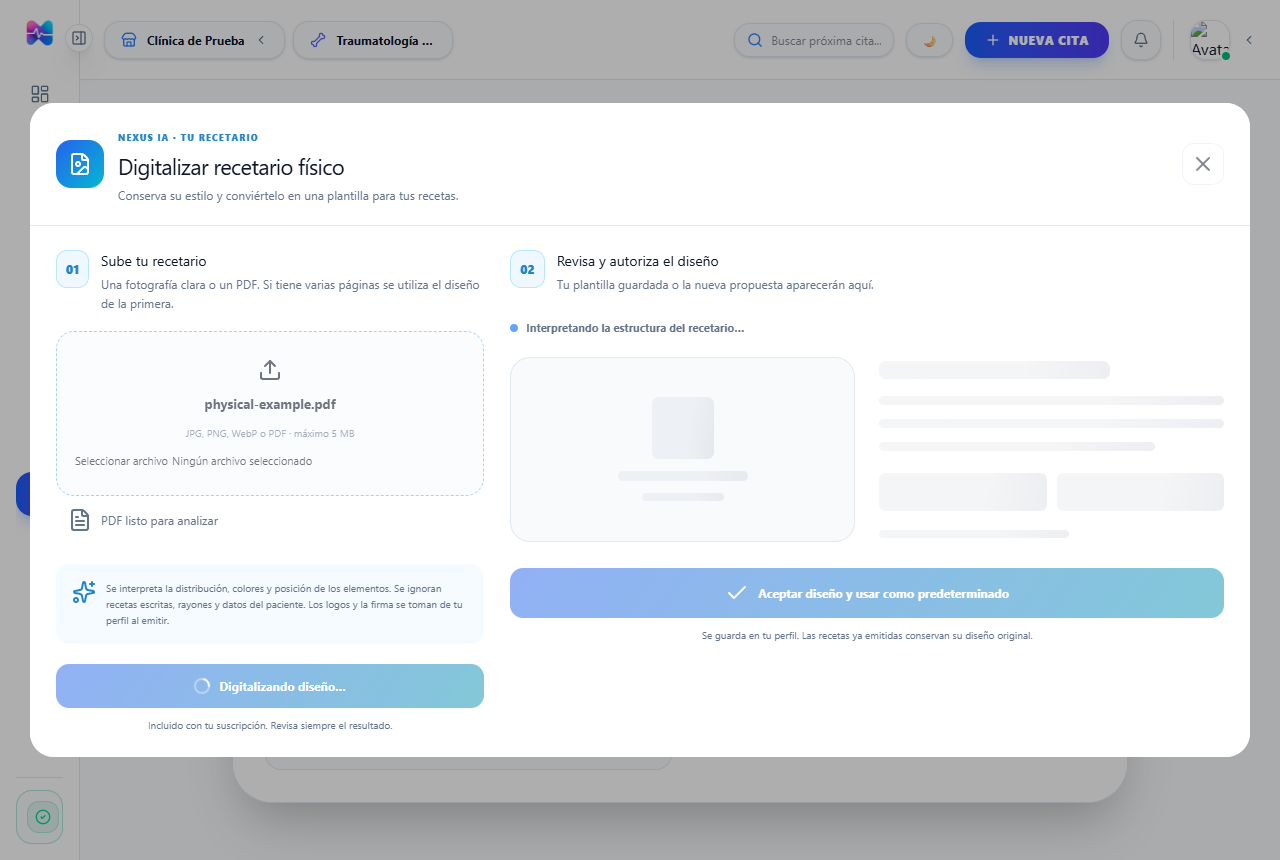 Clínica de Prueba
Traumatología ...
Buscar próxima cita...
NUEVA CITA
Avata
NEXUS IA · TU RECETARIO
Digitalizar recetario físico
Conserva su estilo y conviértelo en una plantilla para tus recetas.
01
Sube tu recetario
Una fotografía clara o un PDF. Si tiene varias páginas se utiliza el diseño
de la primera.
physical-example.pdf
JPG, PNG, WebP o PDF · máximo 5 MB
Seleccionar archivo Ningún archivo seleccionado
PDF listo para analizar
Se interpreta la distribución, colores y posición de los elementos. Se ignoran
recetas escritas, rayones y datos del paciente. Los logos y la firma se toman de tu
perfil al emitir.
Digitalizando diseño...
Incluido con tu suscripción. Revisa siempre el resultado.
02
Revisa y autoriza el diseño
Tu plantilla guardada o la nueva propuesta aparecerán aquí.
Interpretando la estructura del recetario...
Aceptar diseño y usar como predeterminado
Se guarda en tu perfil. Las recetas ya emitidas conservan su diseño original.